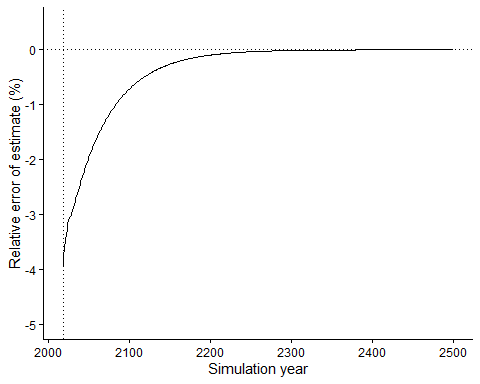 Relative error of estimate (%)
0
-1
-2
-3
-4
-5
2000 2100 2200 2300 2400 2500
Simulation year